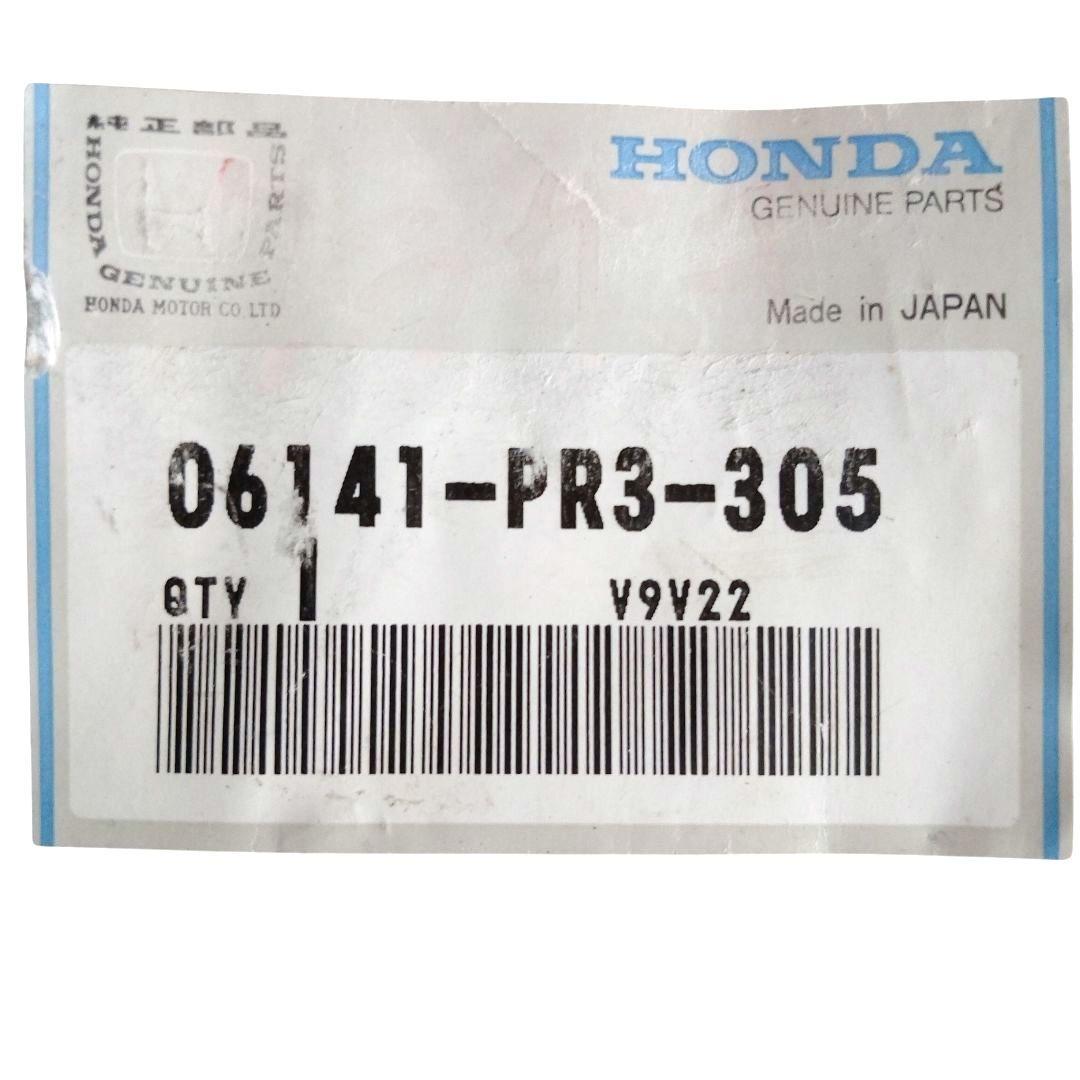 純正部品
HONDA
GENUINE
PARTS
HONDA MOTOR CO.LTD
HONDA
GENUINE PARTS
Made in JAPAN
06141-PR3-305
QTY 1 V9V22